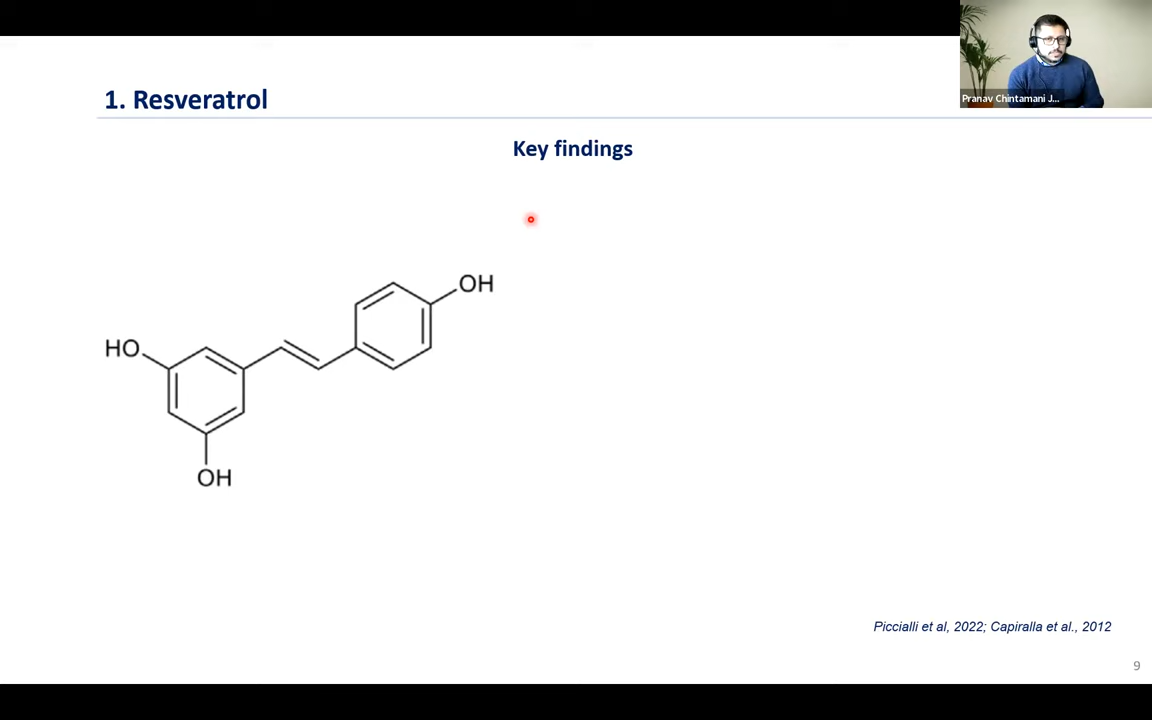 Pranav Chintamani J...
1. Resveratrol
Key findings
OH
HO
OH
Piccialli et al, 2022; Capiralla et al., 2012
9